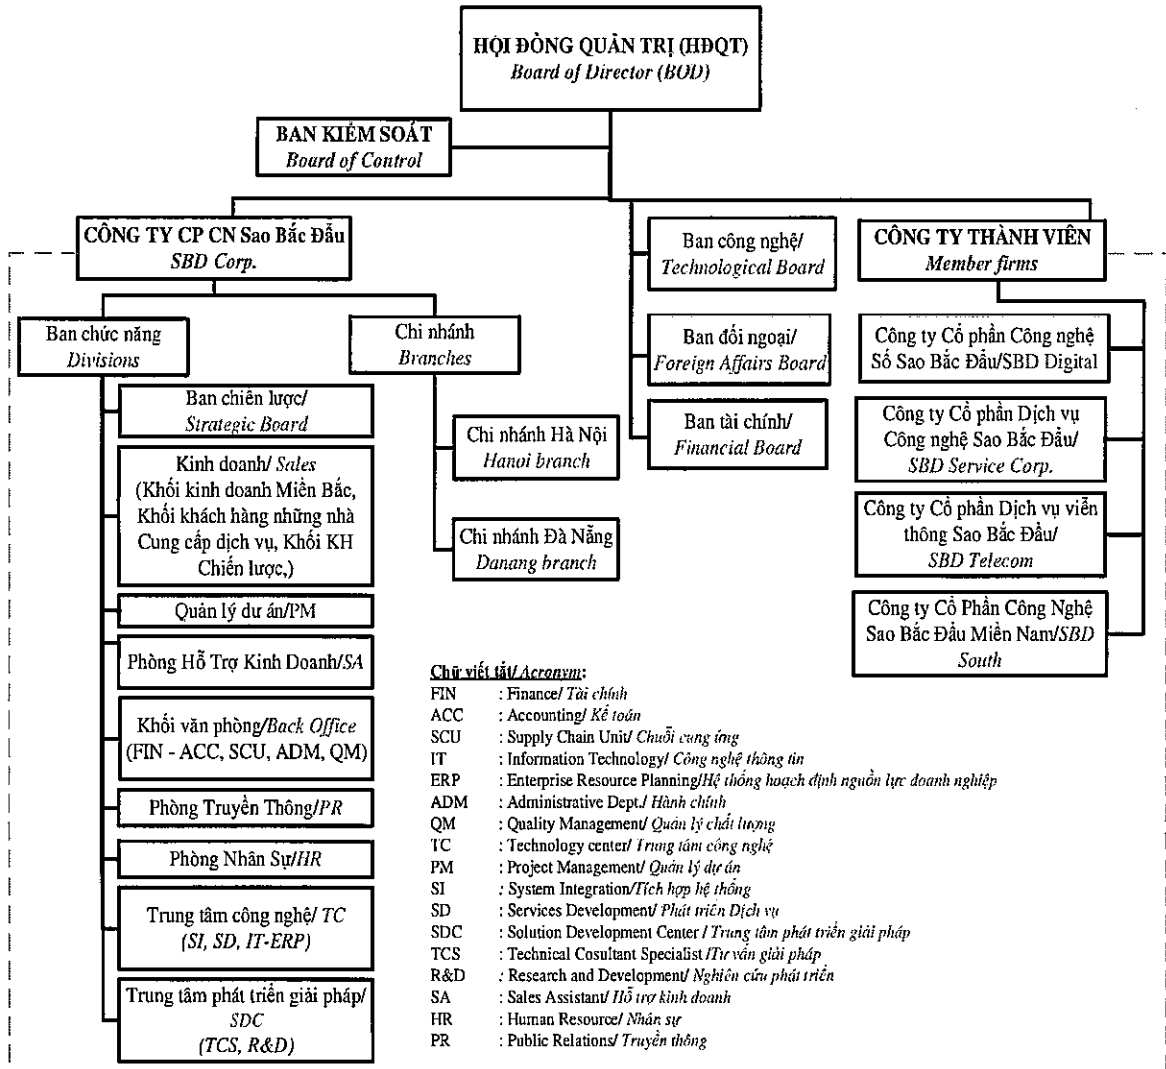 HỘI ĐỒNG QUẢN TRỊ (HĐQT)
Board of Director (BOD)
BAN KIỂM SOÁT
Board of Control
CÔNG TY CP CN Sao Bắc Đẩu
SBD Corp.
Ban công nghệ/
Technological Board
CÔNG TY THÀNH VIÊN
Member firms
Ban chức năng
Divisions
Chi nhánh
Branches
Ban đối ngoại/
Foreign Affairs Board
Ban tài chính/
Financial Board
Công ty Cổ phần Công nghệ
Số Sao Bắc Đẩu/SBD Digital
Công ty Cổ phần Dịch vụ
Công nghệ Sao Bắc Đẩu/
SBD Service Corp.
Công ty Cổ phần Dịch vụ viễn
thông Sao Bắc Đẩu/
SBD Telecom
Công ty Cổ Phần Công Nghệ
Sao Bắc Đẩu Miền Nam/SBD
South
Ban chiến lược/
Strategic Board
Kinh doanh/ Sales
(Khối kinh doanh Miền Bắc,
Khối khách hàng những nhà
Cung cấp dịch vụ, Khối KH
Chiến lược,)
Quản lý dư án/PM
Phòng Hỗ Trợ Kinh Doanh/SA
Khối văn phòng/Back Office
(FIN - ACC, SCU, ADM, QM)
Phòng Truyền Thông/PR
Phòng Nhân Sự/HR
Trung tâm công nghệ/ TC
(SI, SD, IT-ERP)
Trung tâm phát triển giải pháp/
SDC
(TCS, R&D)
Chi nhánh Hà Nội
Hanoi branch
Chi nhánh Đà Nẵng
Danang branch
Chữ viết tắt/ Acronym:
FIN : Finance/ Tài chính
ACC : Accounting/ Kế toán
SCU : Supply Chain Unit/ Chuỗi cung ứng
IT : Information Technology/ Công nghệ thông tin
ERP : Enterprise Resource Planning/Hệ thống hoạch định nguồn lực doanh nghiệp
ADM : Administrative Dept./ Hành chính
QM : Quality Management/ Quản lý chất lượng
TC : Technology center/ Trung tâm công nghệ
PM : Project Management/ Quản lý dự án
SI : System Integration/Tích hợp hệ thống
SD : Services Development/ Phát triển Dịch vụ
SDC : Solution Development Center / Trung tâm phát triển giải pháp
TCS : Technical Cosultant Specialist /Tư vấn giải pháp
R&D : Research and Development/ Nghiên cứu phát triển
SA : Sales Assistant/ Hỗ trợ kinh doanh
HR : Human Resource/ Nhân sự
PR : Public Relations/ Truyền thông